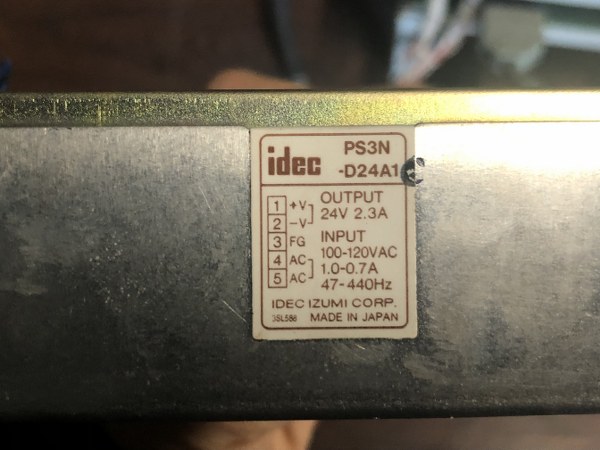 idec
PS3N
-D24A1
1 +V
2 -V
OUTPUT
24V 2.3A
3 FG
4 AC
5 AC
INPUT
100-120VAC
1.0-0.7A
47-440Hz
IDEC IZUMI CORP.
MADE IN JAPAN